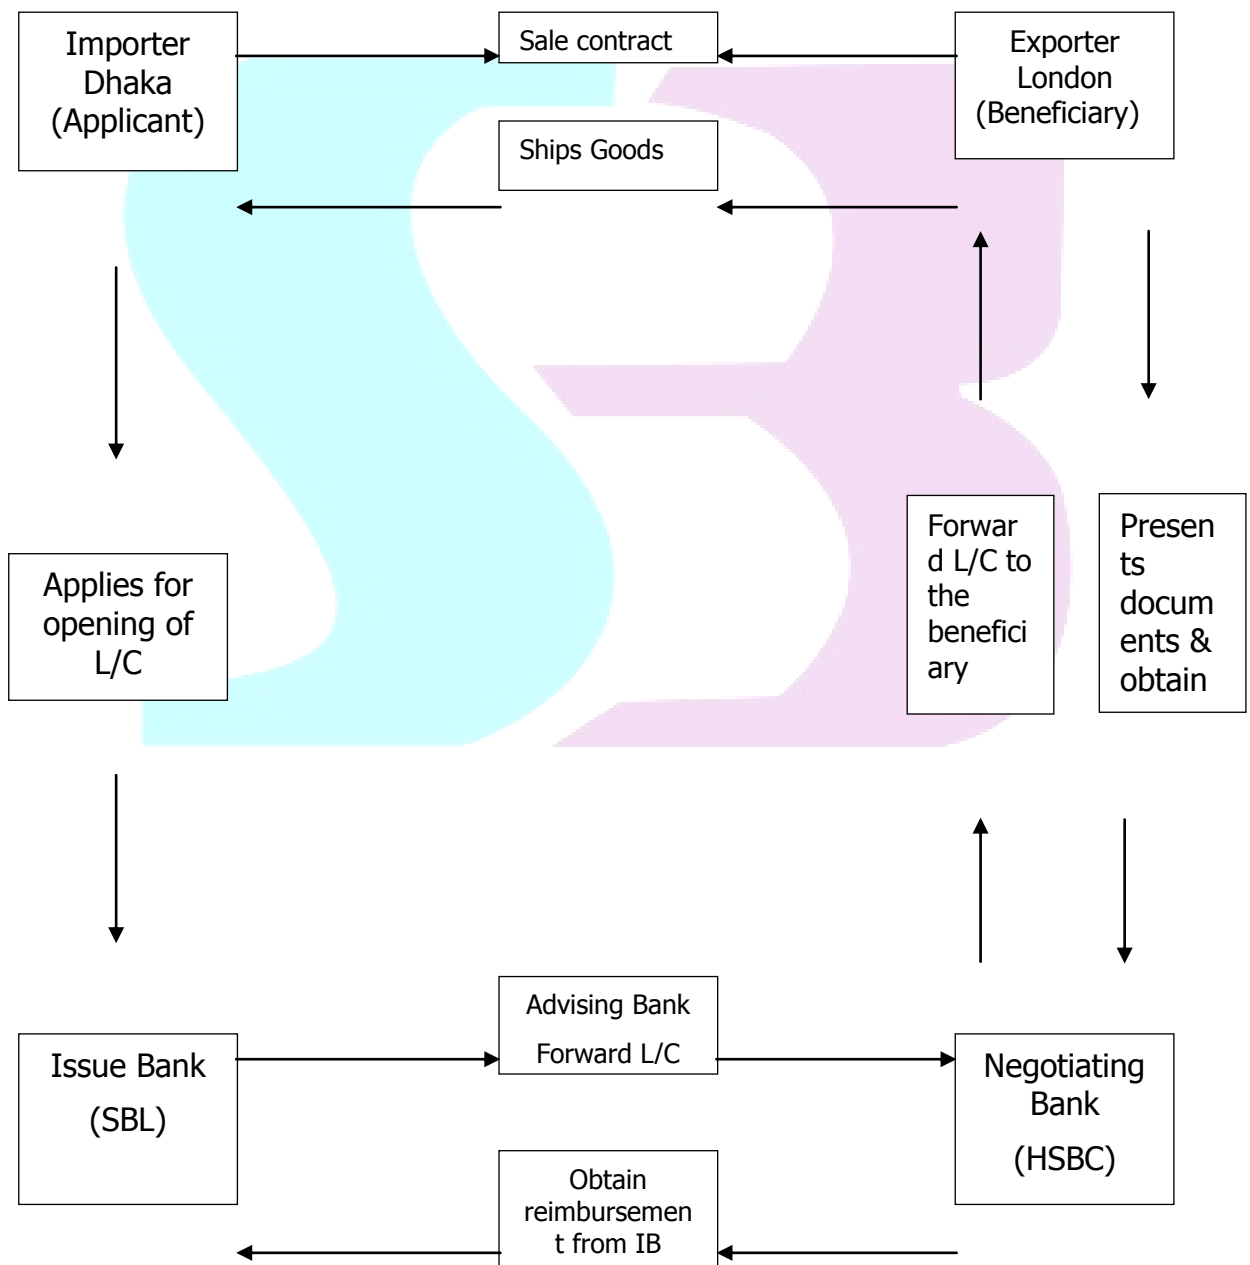 Importer
Dhaka
(Applicant)
Sale contract
Exporter
London
(Beneficiary)
Ships Goods
Applies for
opening of
L/C
Forwar
d L/C to
the
benefici
ary
Presen
ts
docum
ents &
obtain
Issue Bank
(SBL)
Advising Bank
Forward L/C
Negotiating
Bank
(HSBC)
Obtain
reimbursemen
t from IB